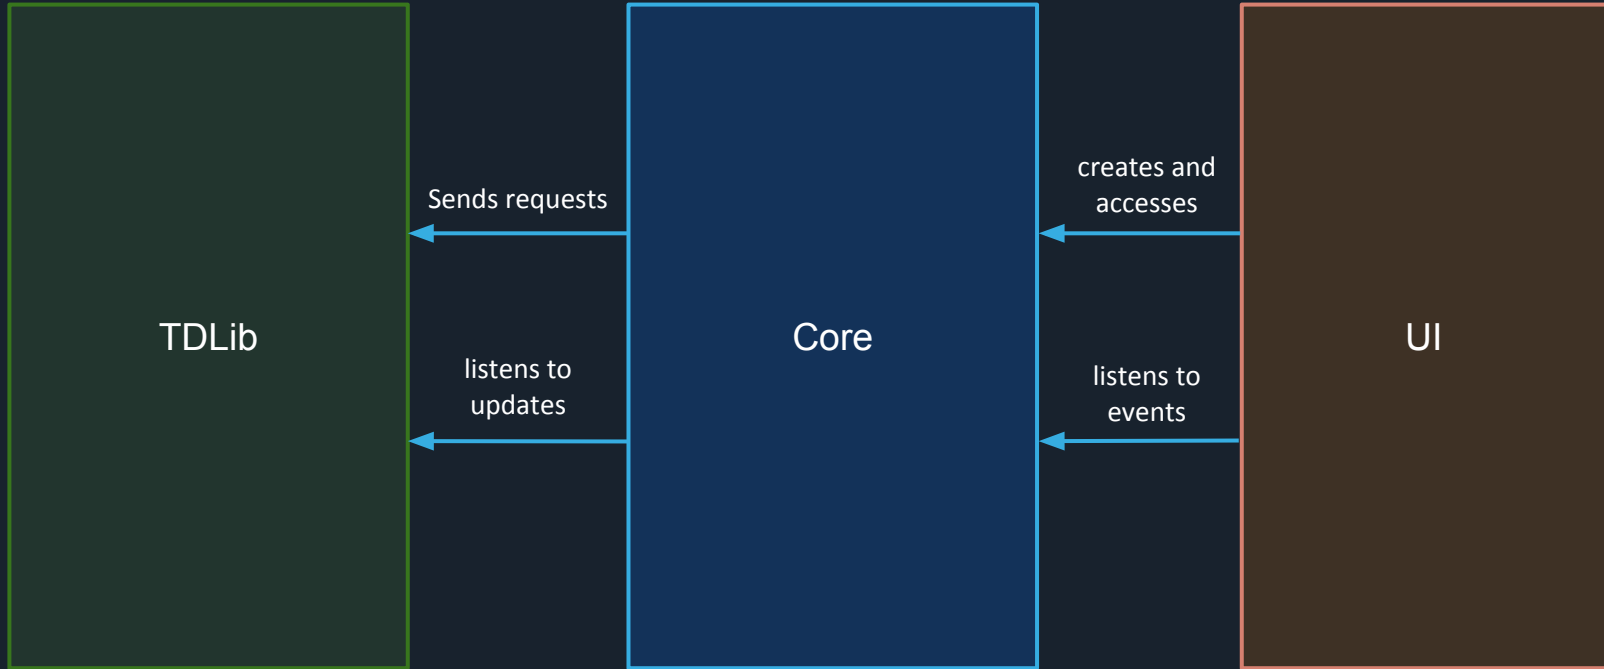 Sends requests
creates and
accesses
TDLib
Core
UI
listens to
updates
listens to
events